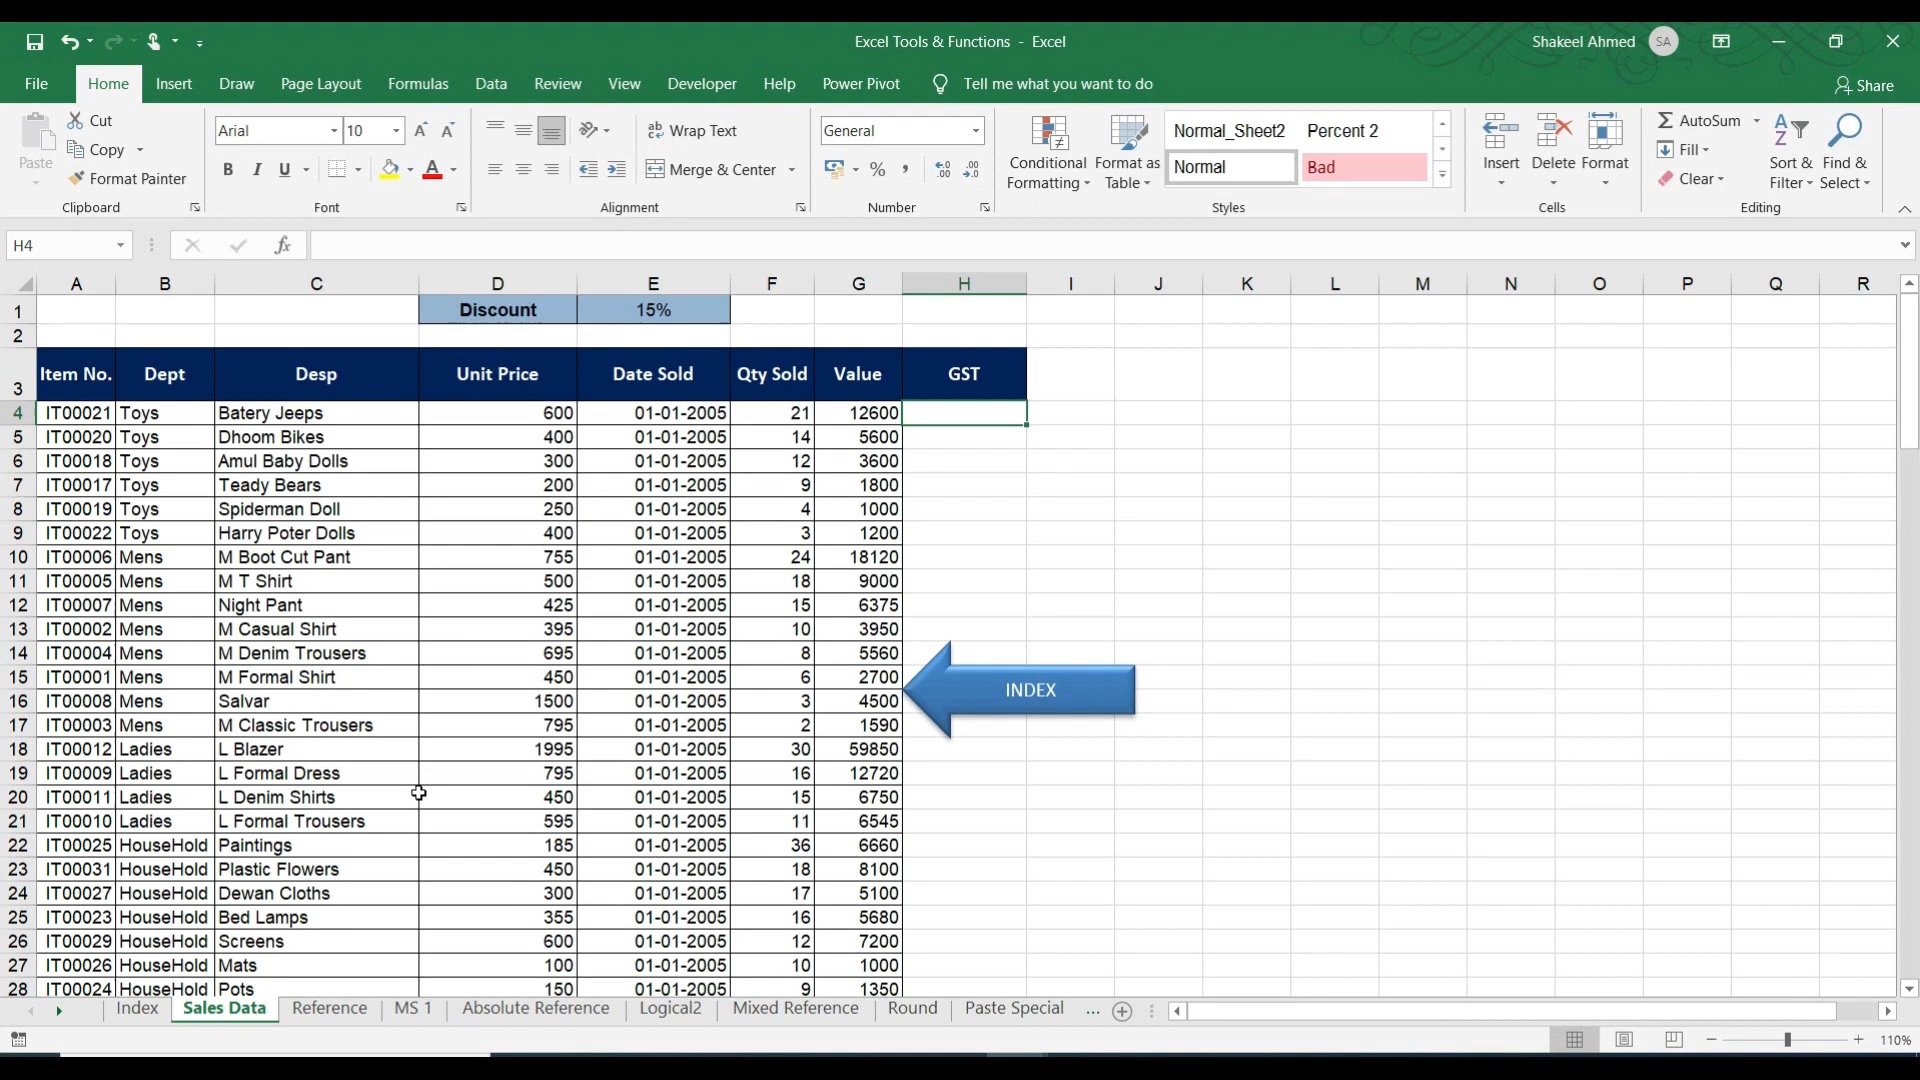 Excel Tools & Functions - Excel
Shakeel Ahmed SA
File Home Insert Draw Page Layout Formulas Data Review View Developer Help Power Pivot Tell me what you want to do Share
Paste Cut Copy Format Painter
Clipboard
Arial 10
B I U A
Font
Wrap Text
Merge & Center
Alignment
General
%
Number
Conditional Formatting
Format as Table
Normal_Sheet2 Percent 2
Normal Bad
Styles
Insert Delete Format
Cells
AutoSum
Fill
Clear
Sort & Filter
Find & Select
Editing
H4 fx
A B C D E F G H I J K L M N O P Q R
1 Discount 15%
2
3 Item No. Dept Desp Unit Price Date Sold Qty Sold Value GST
4 IT00021 Toys Batery Jeeps 600 01-01-2005 21 12600
5 IT00020 Toys Dhoom Bikes 400 01-01-2005 14 5600
6 IT00018 Toys Amul Baby Dolls 300 01-01-2005 12 3600
7 IT00017 Toys Teady Bears 200 01-01-2005 9 1800
8 IT00019 Toys Spiderman Doll 250 01-01-2005 4 1000
9 IT00022 Toys Harry Poter Dolls 400 01-01-2005 3 1200
10 IT00006 Mens M Boot Cut Pant 755 01-01-2005 24 18120
11 IT00005 Mens M T Shirt 500 01-01-2005 18 9000
12 IT00007 Mens Night Pant 425 01-01-2005 15 6375
13 IT00002 Mens M Casual Shirt 395 01-01-2005 10 3950
14 IT00004 Mens M Denim Trousers 695 01-01-2005 8 5560
15 IT00001 Mens M Formal Shirt 450 01-01-2005 6 2700
INDEX
16 IT00008 Mens Salvar 1500 01-01-2005 3 4500
17 IT00003 Mens M Classic Trousers 795 01-01-2005 2 1590
18 IT00012 Ladies L Blazer 1995 01-01-2005 30 59850
19 IT00009 Ladies L Formal Dress 795 01-01-2005 16 12720
20 IT00011 Ladies L Denim Shirts 450 01-01-2005 15 6750
21 IT00010 Ladies L Formal Trousers 595 01-01-2005 11 6545
22 IT00025 HouseHold Paintings 185 01-01-2005 36 6660
23 IT00031 HouseHold Plastic Flowers 450 01-01-2005 18 8100
24 IT00027 HouseHold Dewan Cloths 300 01-01-2005 17 5100
25 IT00023 HouseHold Bed Lamps 355 01-01-2005 16 5680
26 IT00029 HouseHold Screens 600 01-01-2005 12 7200
27 IT00026 HouseHold Mats 100 01-01-2005 10 1000
28 IT00024 HouseHold Pots 150 01-01-2005 9 1350
Index Sales Data Reference MS 1 Absolute Reference Logical2 Mixed Reference Round Paste Special ...
110%